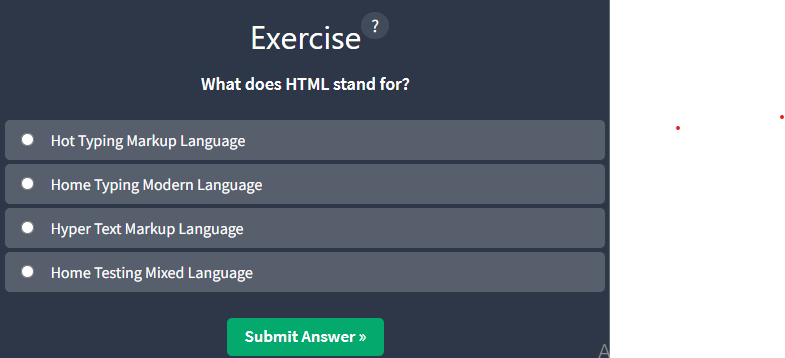 Exercise ?
What does HTML stand for?
Hot Typing Markup Language
Home Typing Modern Language
Hyper Text Markup Language
Home Testing Mixed Language
Submit Answer »
A